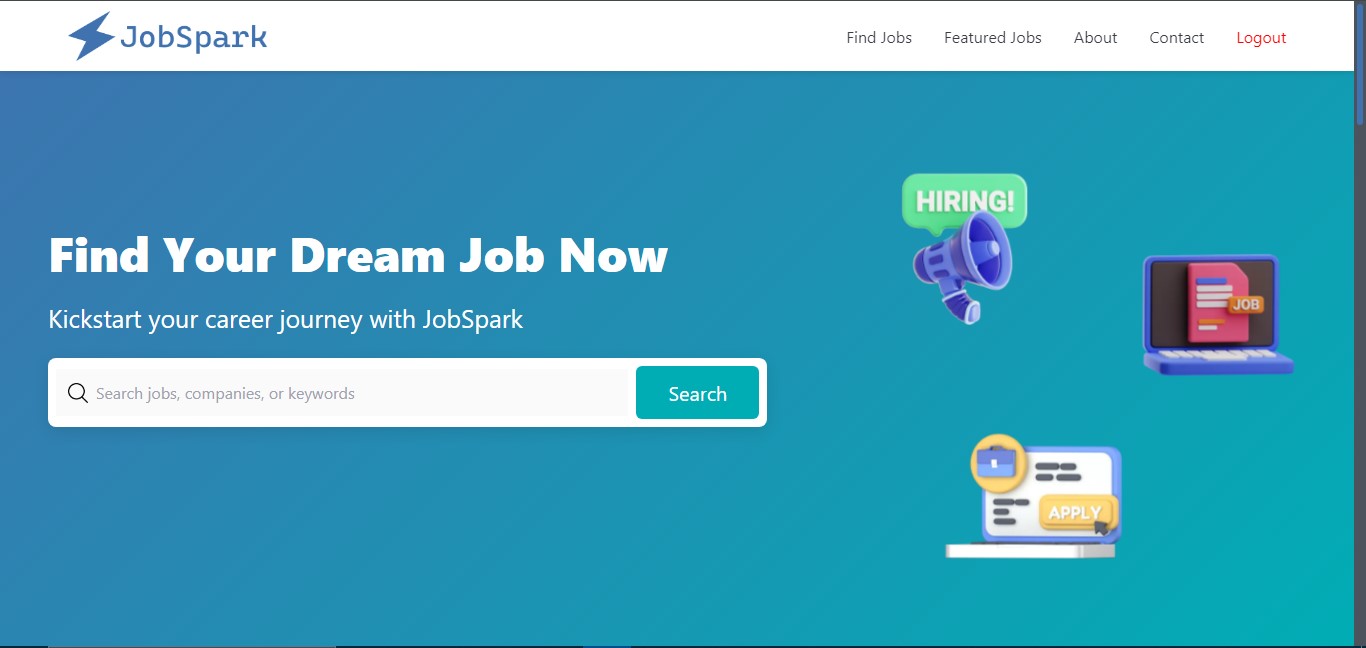 JobSpark
Find Jobs Featured Jobs About Contact Logout
HIRING!
Find Your Dream Job Now
JOB
Kickstart your career journey with JobSpark
Search jobs, companies, or keywords Search
APPLY